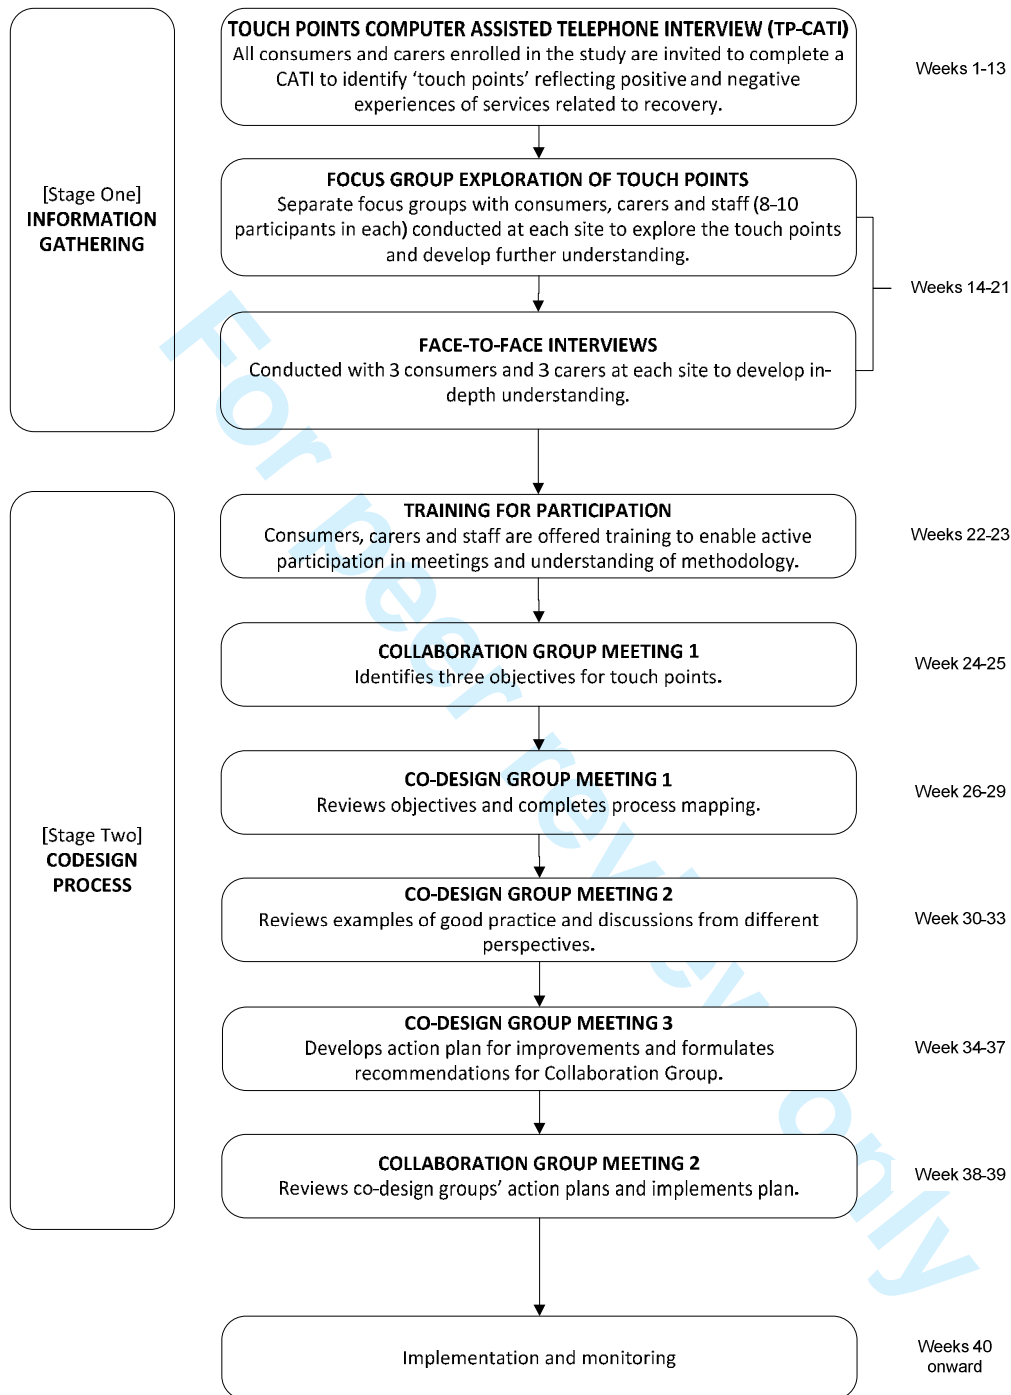 TOUCH POINTS COMPUTER ASSISTED TELEPHONE INTERVIEW (TP-CATI)
All consumers and carers enrolled in the study are invited to complete a
CATI to identify ‘touch points’ reflecting positive and negative
experiences of services related to recovery.
Weeks 1-13
[Stage One]
INFORMATION
GATHERING
FOCUS GROUP EXPLORATION OF TOUCH POINTS
Separate focus groups with consumers, carers and staff (8-10
participants in each) conducted at each site to explore the touch points
and develop further understanding.
Weeks 14-21
FACE-TO-FACE INTERVIEWS
Conducted with 3 consumers and 3 carers at each site to develop in-
depth understanding.
TRAINING FOR PARTICIPATION
Consumers, carers and staff are offered training to enable active
participation in meetings and understanding of methodology.
Weeks 22-23
COLLABORATION GROUP MEETING 1
Identifies three objectives for touch points.
Week 24-25
CO-DESIGN GROUP MEETING 1
Reviews objectives and completes process mapping.
Week 26-29
[Stage Two]
CODESIGN
PROCESS
CO-DESIGN GROUP MEETING 2
Reviews examples of good practice and discussions from different
perspectives.
Week 30-33
CO-DESIGN GROUP MEETING 3
Develops action plan for improvements and formulates
recommendations for Collaboration Group.
Week 34-37
COLLABORATION GROUP MEETING 2
Reviews co-design groups’ action plans and implements plan.
Week 38-39
Implementation and monitoring
Weeks 40
onward
For peer review only